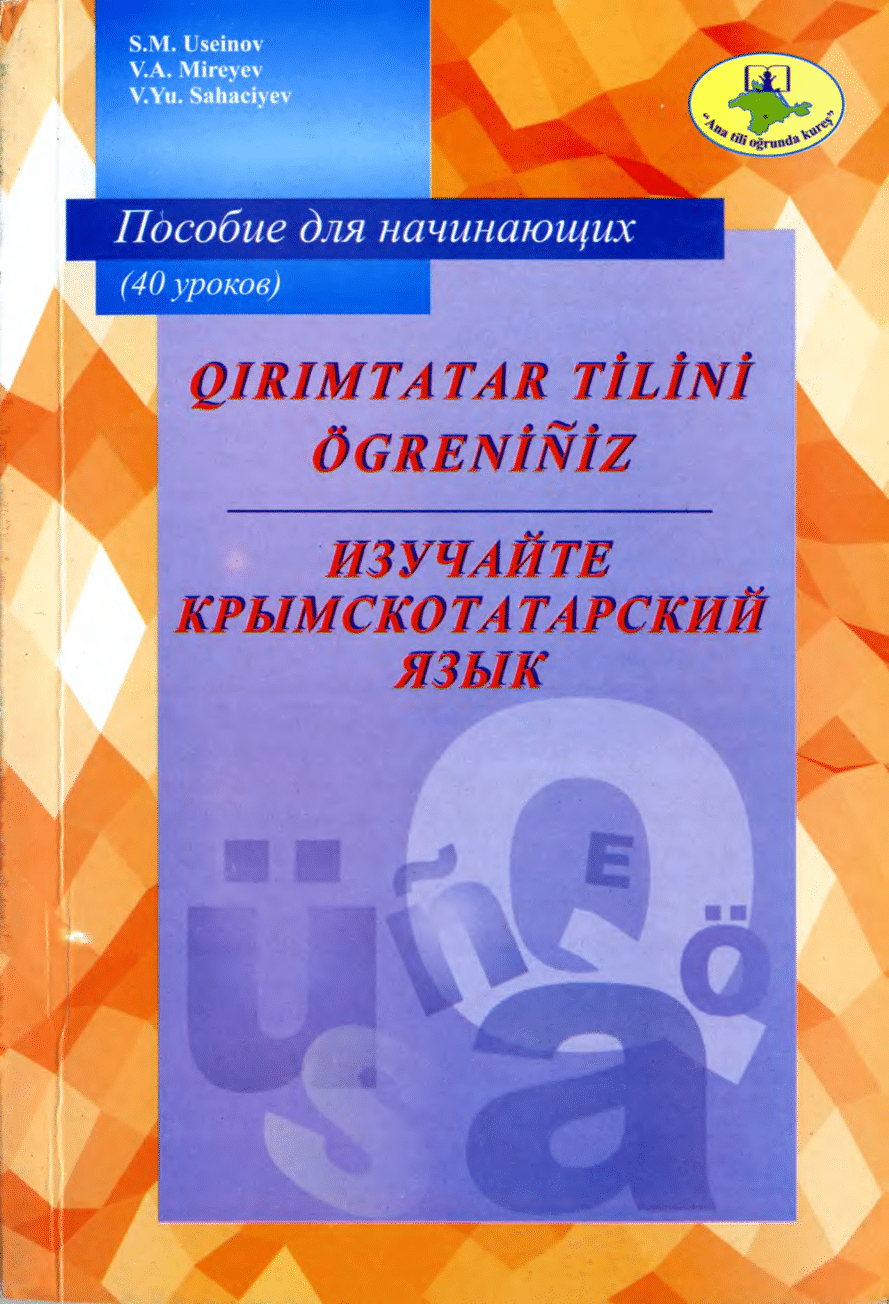 S.M. Useinov
V.A. Mireyev
V.Yu. Sahaciyev
"Ana tili oğrunda kureş"
Пособие для начинающих
(40 уроков)
QIRIMTATAR TİLİNİ
ÖGRENİÑİZ
ИЗУЧАЙТЕ
КРЫМСКОТАТАРСКИЙ
ЯЗЫК
Q
E
ü
ñ
ö
s
a